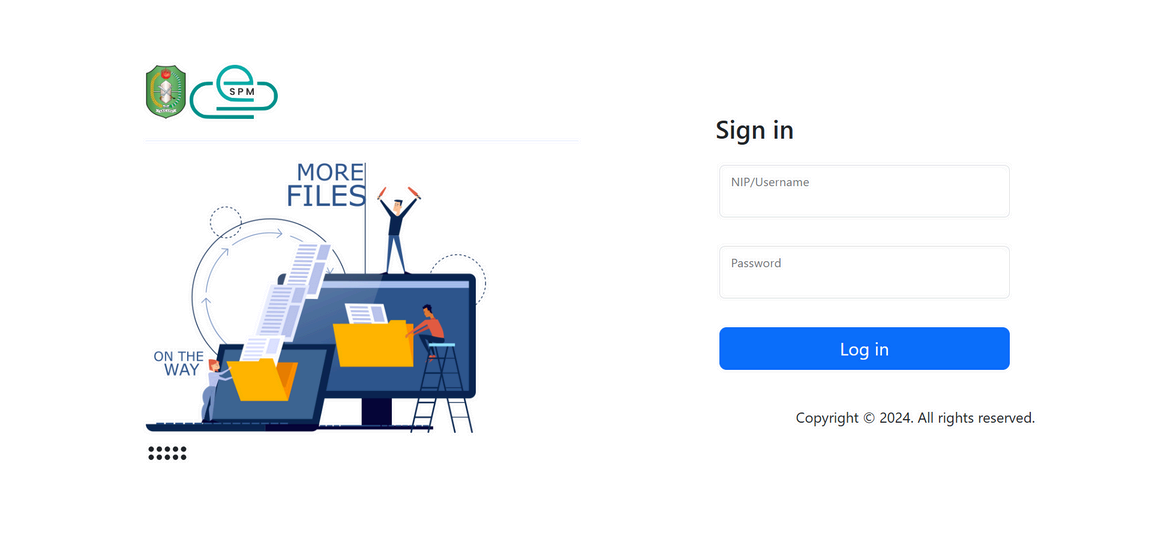 SPM
MORE
FILES
ON THE
WAY
Sign in
NIP/Username
Password
Log in
Copyright © 2024. All rights reserved.